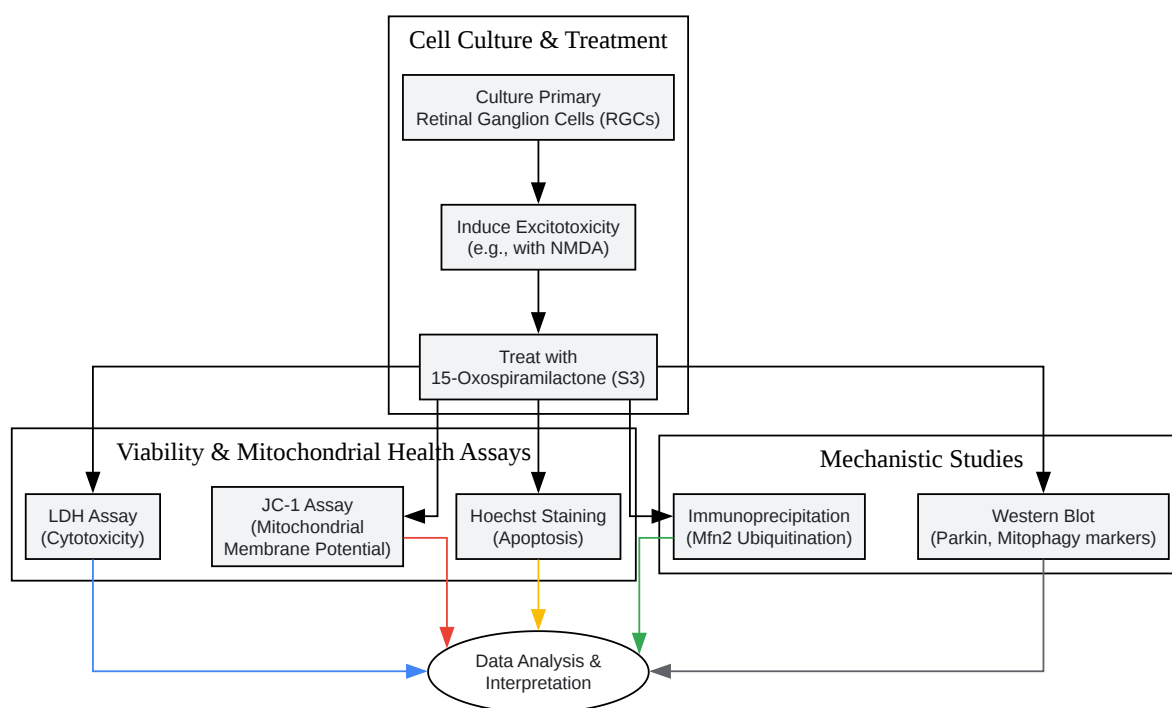 Cell Culture & Treatment
Culture Primary
Retinal Ganglion Cells (RGCs)
Induce Excitotoxicity
(e.g., with NMDA)
Treat with
15-Oxospiramilactone (S3)
Viability & Mitochondrial Health Assays
LDH Assay
(Cytotoxicity)
JC-1 Assay
(Mitochondrial
Membrane Potential)
Hoechst Staining
(Apoptosis)
Mechanistic Studies
Immunoprecipitation
(Mfn2 Ubiquitination)
Western Blot
(Parkin, Mitophagy markers)
Data Analysis &
Interpretation